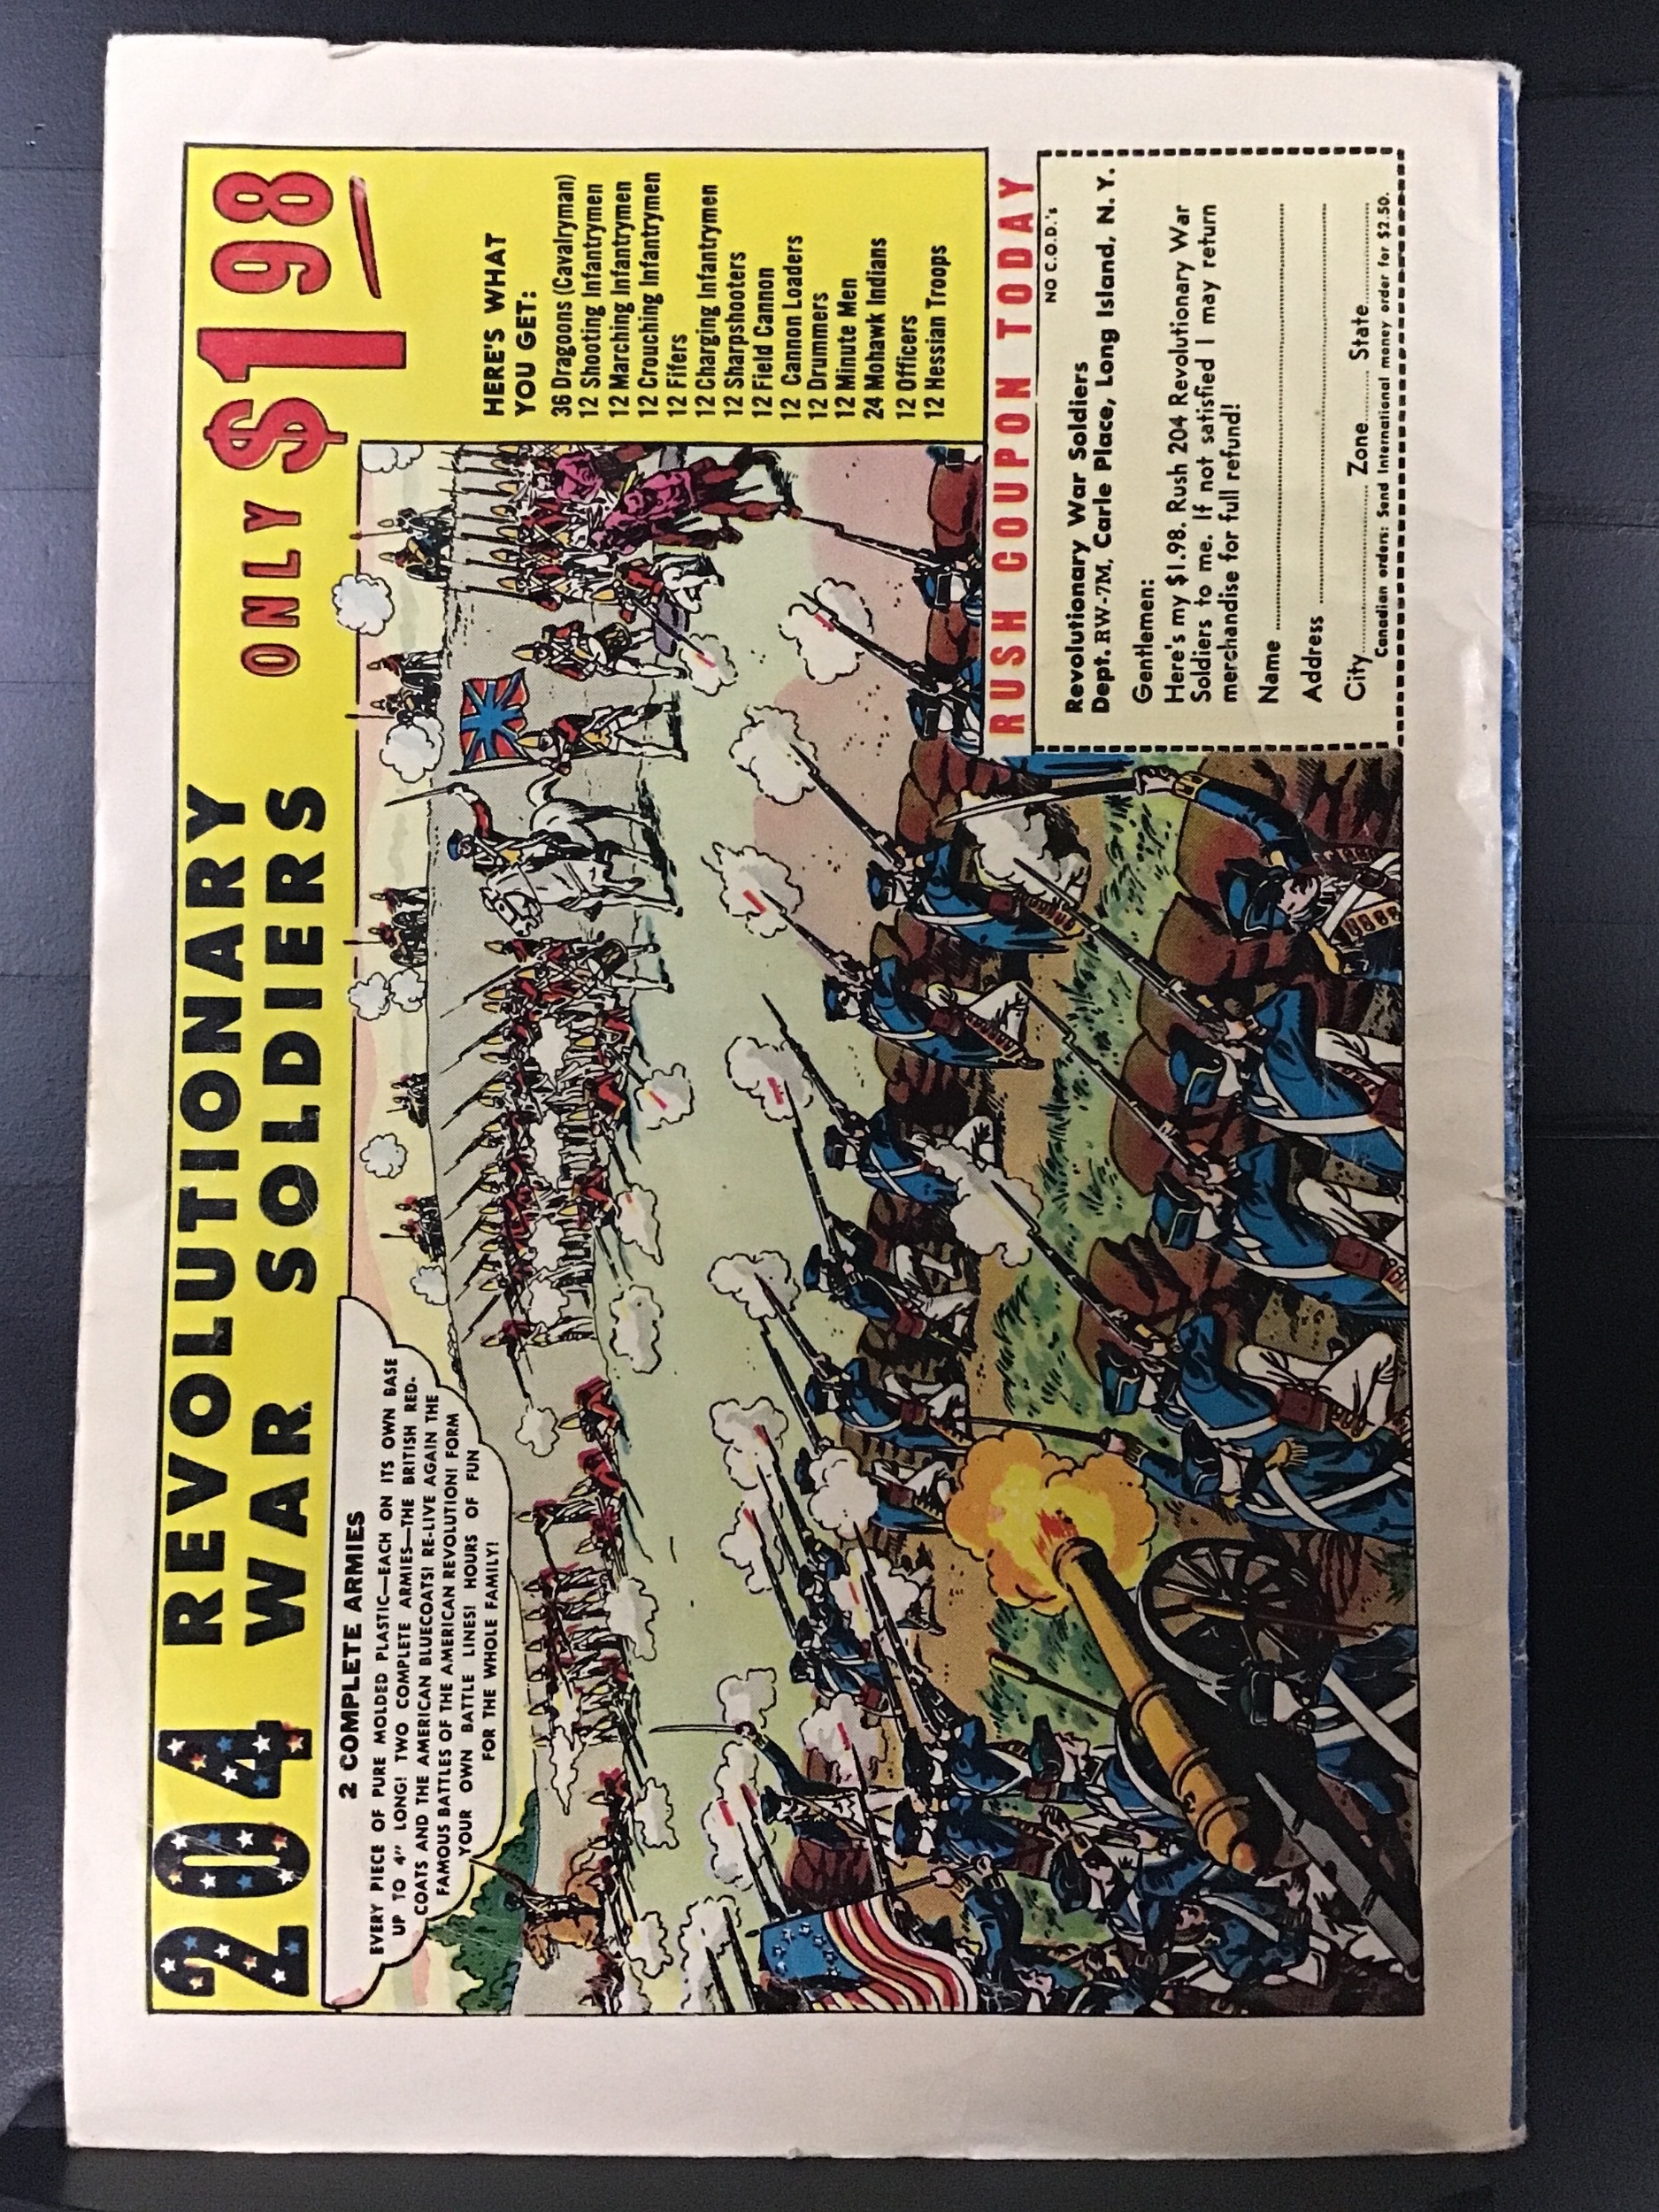 204 REVOLUTIONARY
WAR SOLDIERS ONLY $1 98
2 COMPLETE ARMIES
EVERY PIECE OF PURE MOLDED PLASTIC—EACH ON ITS OWN BASE
UP TO 4" LONG! TWO COMPLETE ARMIES—THE BRITISH RED-
COATS AND THE AMERICAN BLUECOATS! RE-LIVE AGAIN THE
FAMOUS BATTLES OF THE AMERICAN REVOLUTION! FORM
YOUR OWN BATTLE LINES! HOURS OF FUN
FOR THE WHOLE FAMILY!
HERE'S WHAT
YOU GET:
36 Dragoons (Cavalryman)
12 Shooting Infantrymen
12 Marching Infantrymen
12 Crouching Infantrymen
12 Fifers
12 Charging Infantrymen
12 Sharpshooters
12 Field Cannon
12 Cannon Loaders
12 Drummers
12 Minute Men
24 Mohawk Indians
12 Officers
12 Hessian Troops
RUSH COUPON TODAY
NO C.O.D.'s
Revolutionary War Soldiers
Dept. RW-7M, Carle Place, Long Island, N. Y.
Gentlemen:
Here's my $1.98. Rush 204 Revolutionary War
Soldiers to me. If not satisfied I may return
merchandise for full refund!
Name
Address
City Zone State
Canadian orders: Send International money order for $2.50.